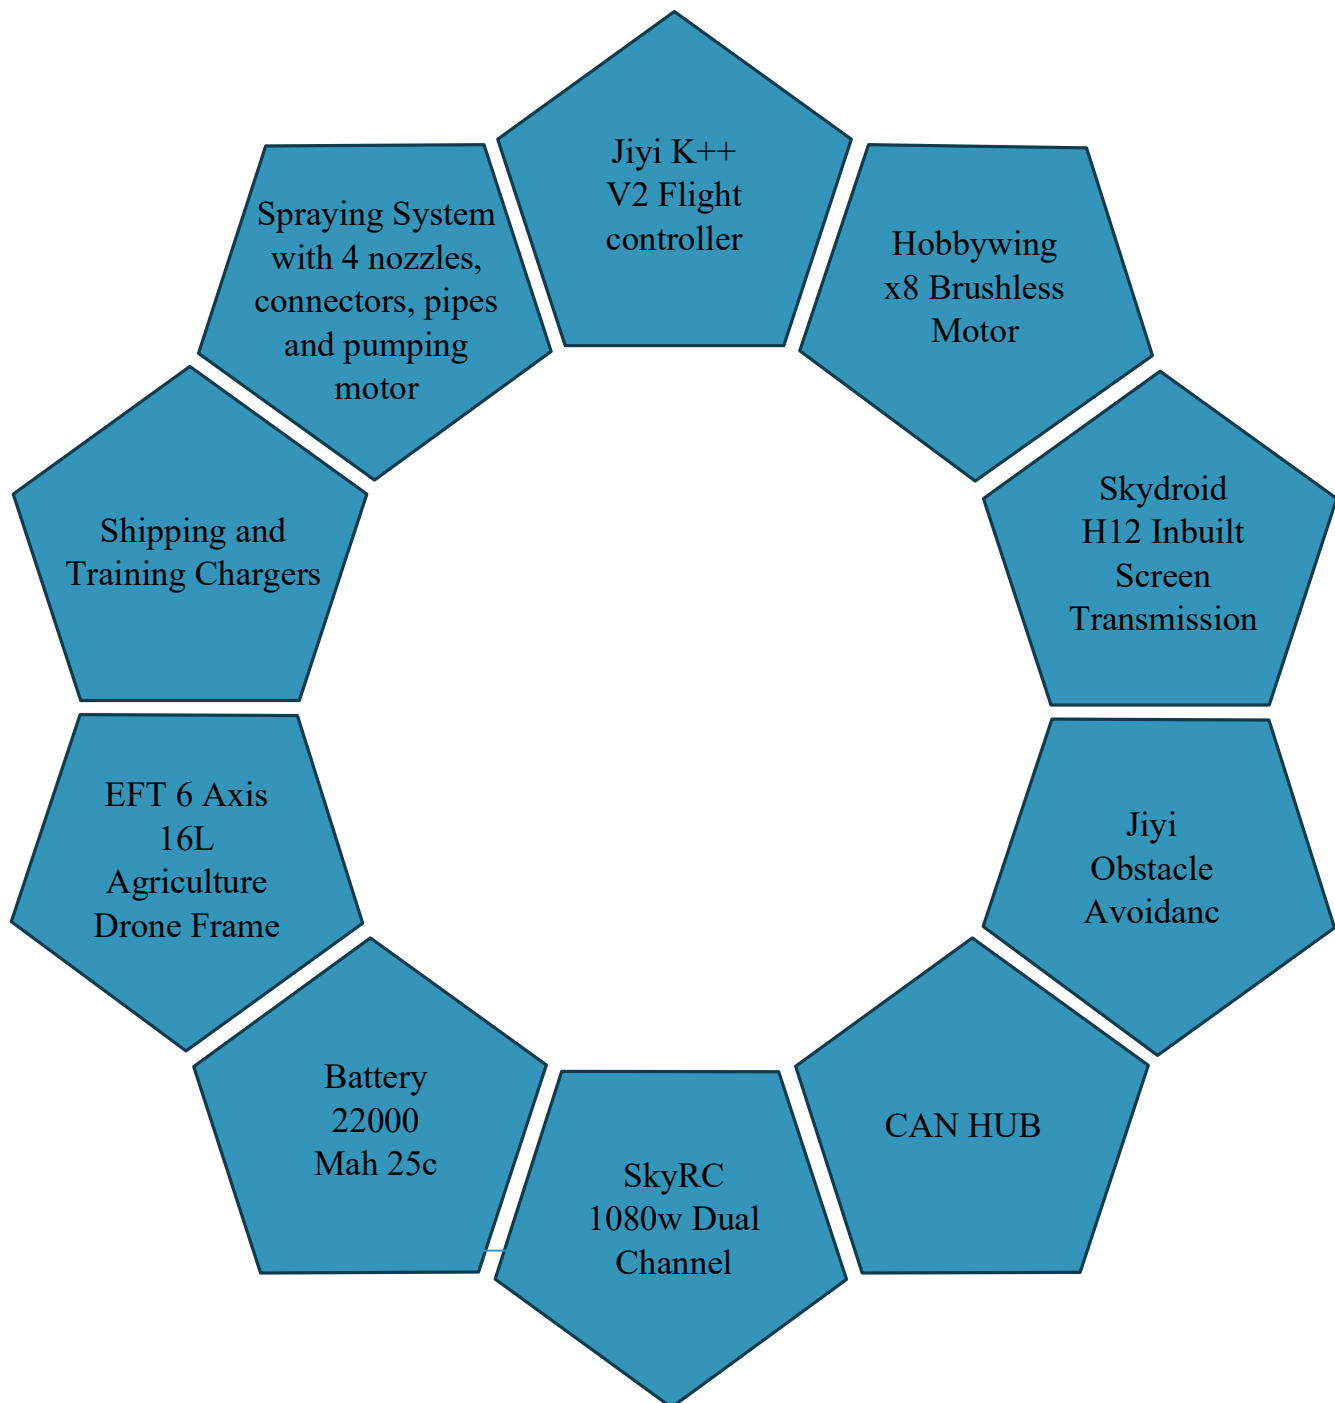 Jiyi K++
V2 Flight
controller
Hobbywing
x8 Brushless
Motor
Skydroid
H12 Inbuilt
Screen
Transmission
Jiyi
Obstacle
Avoidanc
CAN HUB
SkyRC
1080w Dual
Channel
Battery
22000
Mah 25c
EFT 6 Axis
16L
Agriculture
Drone Frame
Shipping and
Training Chargers
Spraying System
with 4 nozzles,
connectors, pipes
and pumping
motor